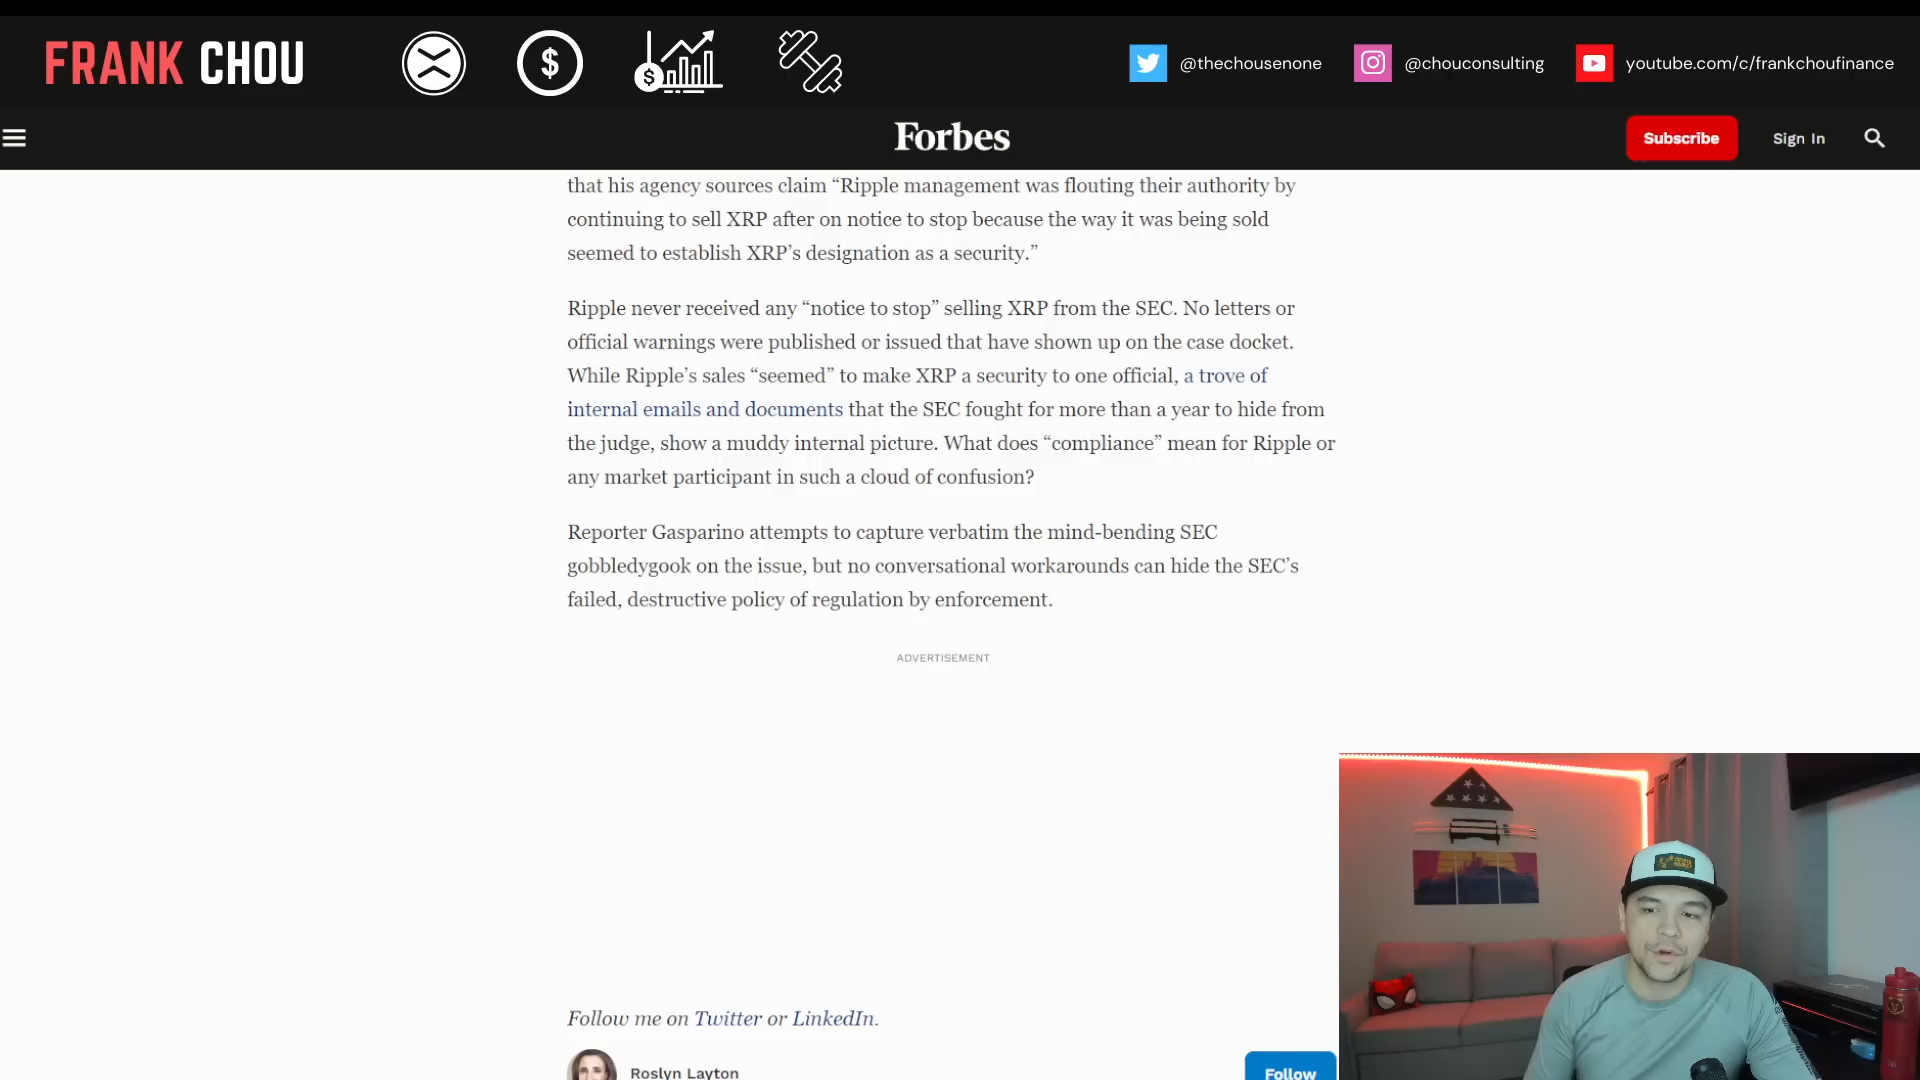 FRANK CHOU
@thechousenone
@chouconsulting
youtube.com/c/frankchoufinance
Forbes
Subscribe
Sign In
that his agency sources claim “Ripple management was flouting their authority by
continuing to sell XRP after on notice to stop because the way it was being sold
seemed to establish XRP’s designation as a security.”
Ripple never received any “notice to stop” selling XRP from the SEC. No letters or
official warnings were published or issued that have shown up on the case docket.
While Ripple’s sales “seemed” to make XRP a security to one official, a trove of
internal emails and documents that the SEC fought for more than a year to hide from
the judge, show a muddy internal picture. What does “compliance” mean for Ripple or
any market participant in such a cloud of confusion?
Reporter Gasparino attempts to capture verbatim the mind-bending SEC
gobbledygook on the issue, but no conversational workarounds can hide the SEC’s
failed, destructive policy of regulation by enforcement.
ADVERTISEMENT
Follow me on Twitter or LinkedIn.
Roslyn Layton
Follow